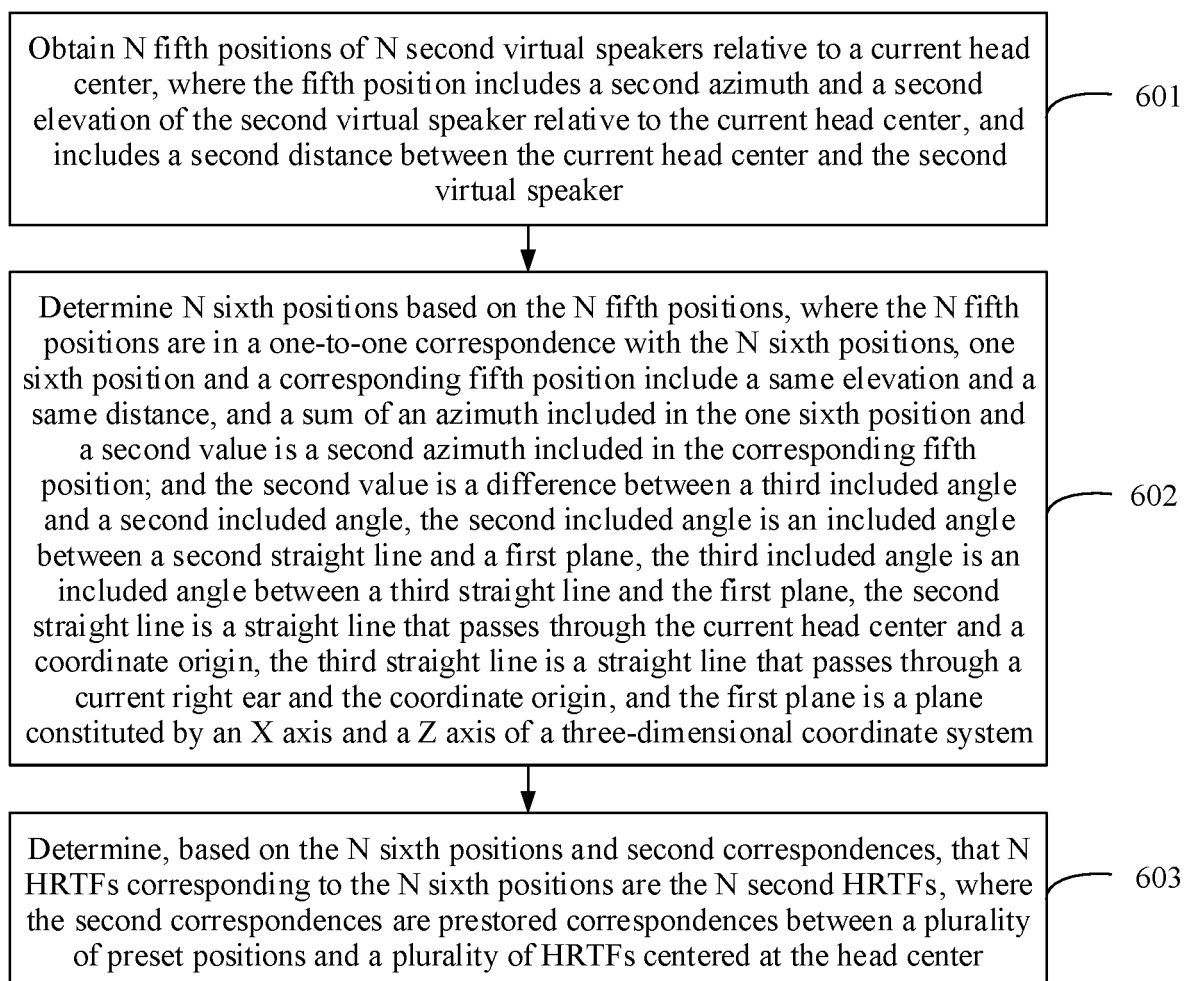 Obtain N fifth positions of N second virtual speakers relative to a current head
center, where the fifth position includes a second azimuth and a second
elevation of the second virtual speaker relative to the current head center, and
includes a second distance between the current head center and the second
virtual speaker
601
Determine N sixth positions based on the N fifth positions, where the N fifth
positions are in a one-to-one correspondence with the N sixth positions, one
sixth position and a corresponding fifth position include a same elevation and a
same distance, and a sum of an azimuth included in the one sixth position and
a second value is a second azimuth included in the corresponding fifth
position; and the second value is a difference between a third included angle
and a second included angle, the second included angle is an included angle
between a second straight line and a first plane, the third included angle is an
included angle between a third straight line and the first plane, the second
straight line is a straight line that passes through the current head center and a
coordinate origin, the third straight line is a straight line that passes through a
current right ear and the coordinate origin, and the first plane is a plane
constituted by an X axis and a Z axis of a three-dimensional coordinate system
602
Determine, based on the N sixth positions and second correspondences, that N
HRTFs corresponding to the N sixth positions are the N second HRTFs, where
the second correspondences are prestored correspondences between a plurality
of preset positions and a plurality of HRTFs centered at the head center
603